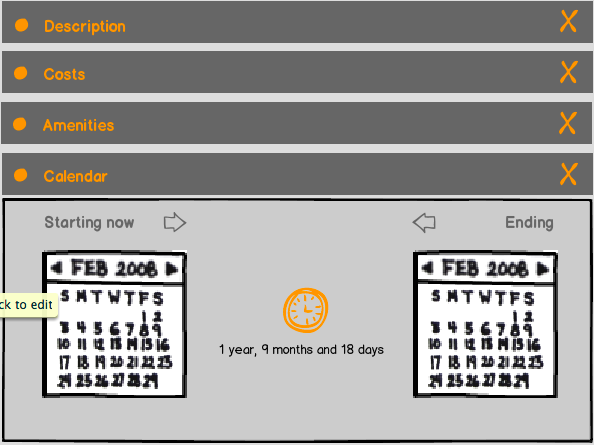 Description X
Costs X
Amenities X
Calendar X
Starting now
Ending
FEB 2008
S M T W T F S
1 2
3 4 5 6 7 8 9
10 11 12 13 14 15 16
17 18 19 20 21 22 23
24 25 26 27 28 29
ck to edit
1 year, 9 months and 18 days
FEB 2008
S M T W T F S
1 2
3 4 5 6 7 8 9
10 11 12 13 14 15 16
17 18 19 20 21 22 23
24 25 26 27 28 29